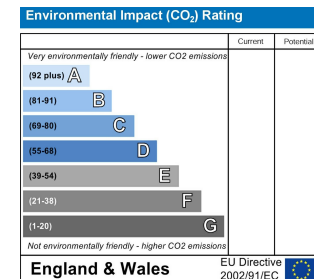 Environmental Impact (CO₂) Rating
Current Potential
Very environmentally friendly - lower CO2 emissions
(92 plus) A
(81-91) B
(69-80) C
(55-68) D
(39-54) E
(21-38) F
(1-20) G
Not environmentally friendly - higher CO2 emissions
England & Wales
EU Directive
2002/91/EC